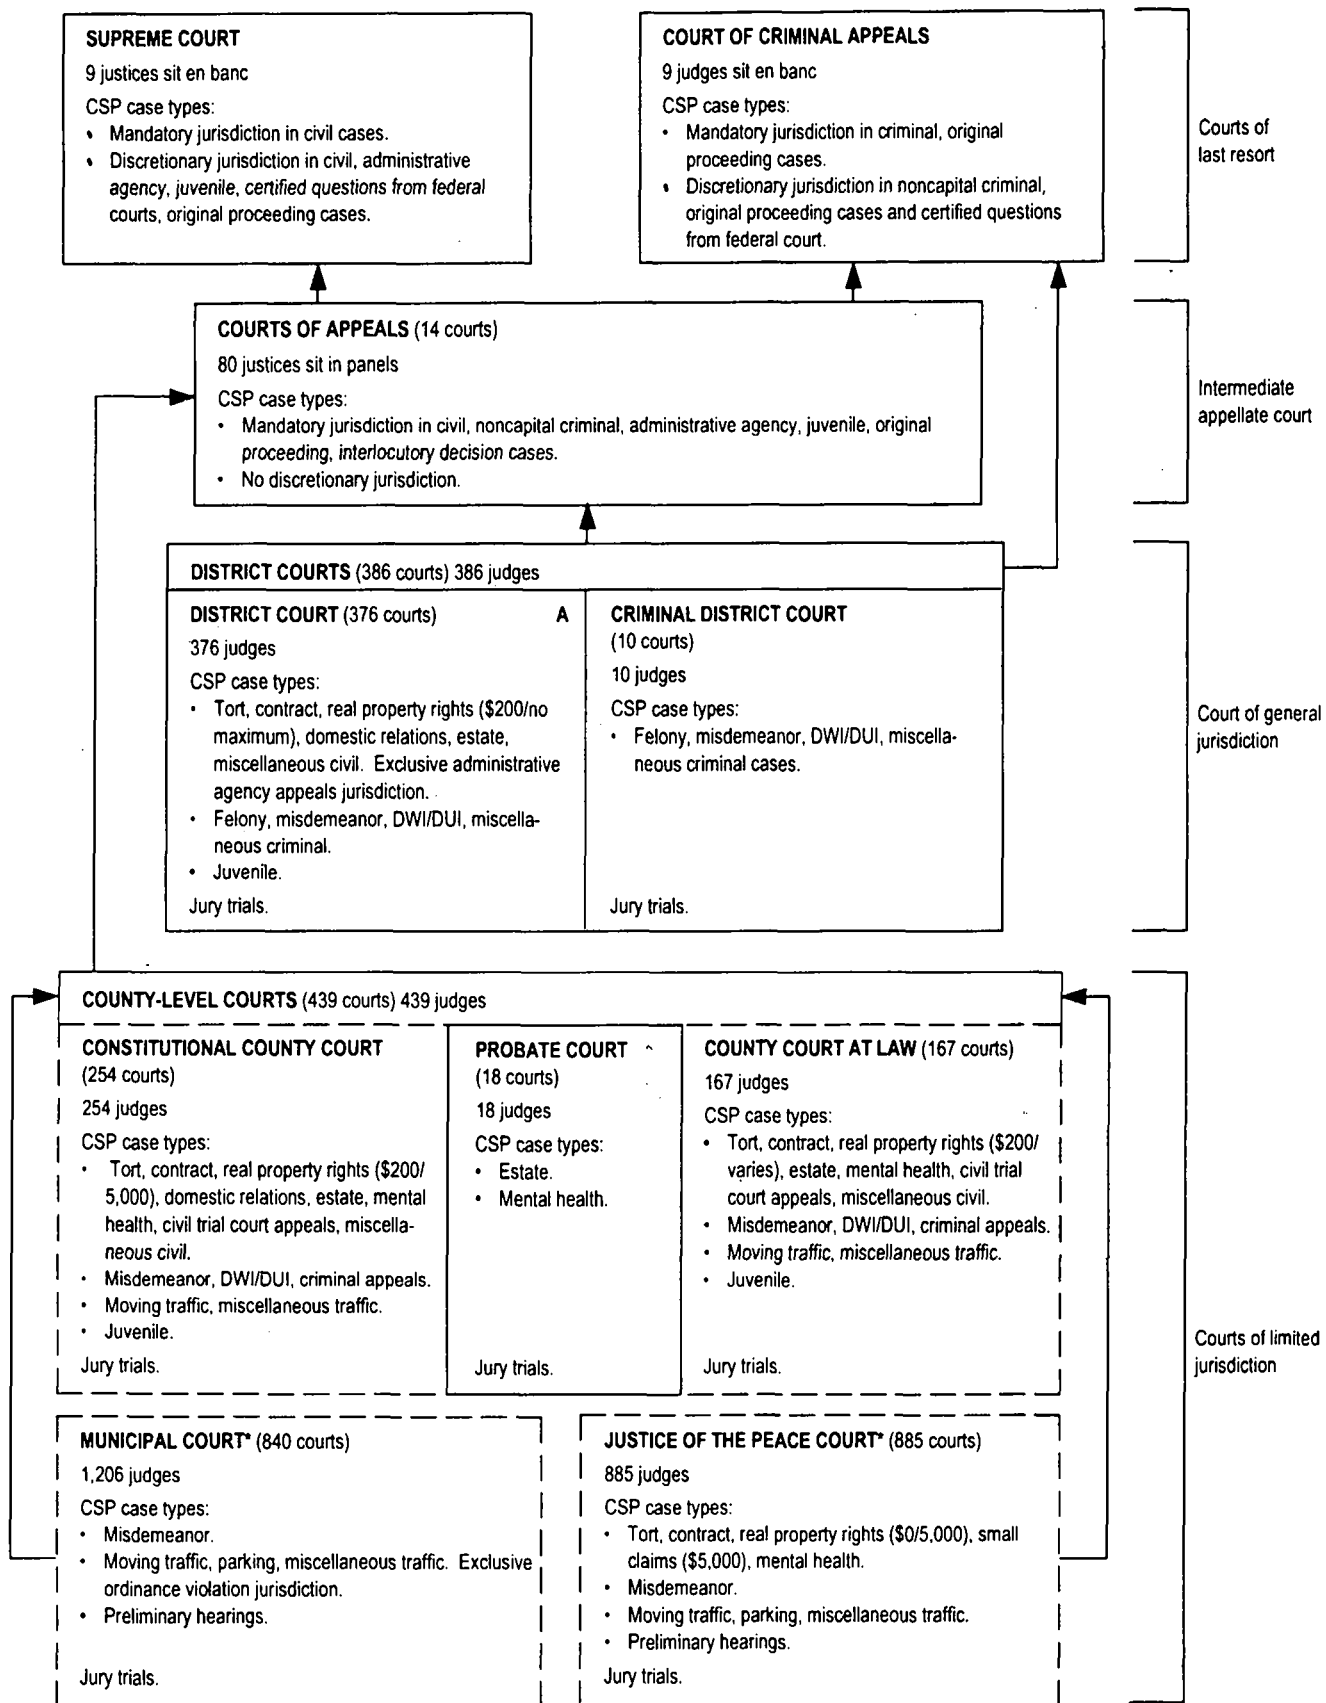 SUPREME COURT
9 justices sit en banc
CSP case types:
• Mandatory jurisdiction in civil cases.
• Discretionary jurisdiction in civil, administrative
agency, juvenile, certified questions from federal
courts, original proceeding cases.
COURT OF CRIMINAL APPEALS
9 judges sit en banc
CSP case types:
• Mandatory jurisdiction in criminal, original
proceeding cases.
• Discretionary jurisdiction in noncapital criminal,
original proceeding cases and certified questions
from federal court.
Courts of
last resort
COURTS OF APPEALS (14 courts)
80 justices sit in panels
CSP case types:
• Mandatory jurisdiction in civil, noncapital criminal, administrative agency, juvenile, original
proceeding, interlocutory decision cases.
• No discretionary jurisdiction.
Intermediate
appellate court
DISTRICT COURTS (386 courts) 386 judges
DISTRICT COURT (376 courts) A
376 judges
CSP case types:
• Tort, contract, real property rights ($200/no
maximum), domestic relations, estate,
miscellaneous civil. Exclusive administrative
agency appeals jurisdiction.
• Felony, misdemeanor, DWI/DUI, miscella-
neous criminal.
• Juvenile.
Jury trials.
CRIMINAL DISTRICT COURT
(10 courts)
10 judges
CSP case types:
• Felony, misdemeanor, DWI/DUI, miscella-
neous criminal cases.
Jury trials.
Court of general
jurisdiction
COUNTY-LEVEL COURTS (439 courts) 439 judges
CONSTITUTIONAL COUNTY COURT
(254 courts)
254 judges
CSP case types:
• Tort, contract, real property rights ($200/
5,000), domestic relations, estate, mental
health, civil trial court appeals, miscella-
neous civil.
• Misdemeanor, DWI/DUI, criminal appeals.
• Moving traffic, miscellaneous traffic.
• Juvenile.
Jury trials.
PROBATE COURT
(18 courts)
18 judges
CSP case types:
• Estate.
• Mental health.
Jury trials.
COUNTY COURT AT LAW (167 courts)
167 judges
CSP case types:
• Tort, contract, real property rights ($200/
varies), estate, mental health, civil trial
court appeals, miscellaneous civil.
• Misdemeanor, DWI/DUI, criminal appeals.
• Moving traffic, miscellaneous traffic.
• Juvenile.
Jury trials.
Courts of limited
jurisdiction
MUNICIPAL COURT* (840 courts)
1,206 judges
CSP case types:
• Misdemeanor.
• Moving traffic, parking, miscellaneous traffic. Exclusive
ordinance violation jurisdiction.
• Preliminary hearings.
Jury trials.
JUSTICE OF THE PEACE COURT* (885 courts)
885 judges
CSP case types:
• Tort, contract, real property rights ($0/5,000), small
claims ($5,000), mental health.
• Misdemeanor.
• Moving traffic, parking, miscellaneous traffic.
• Preliminary hearings.
Jury trials.